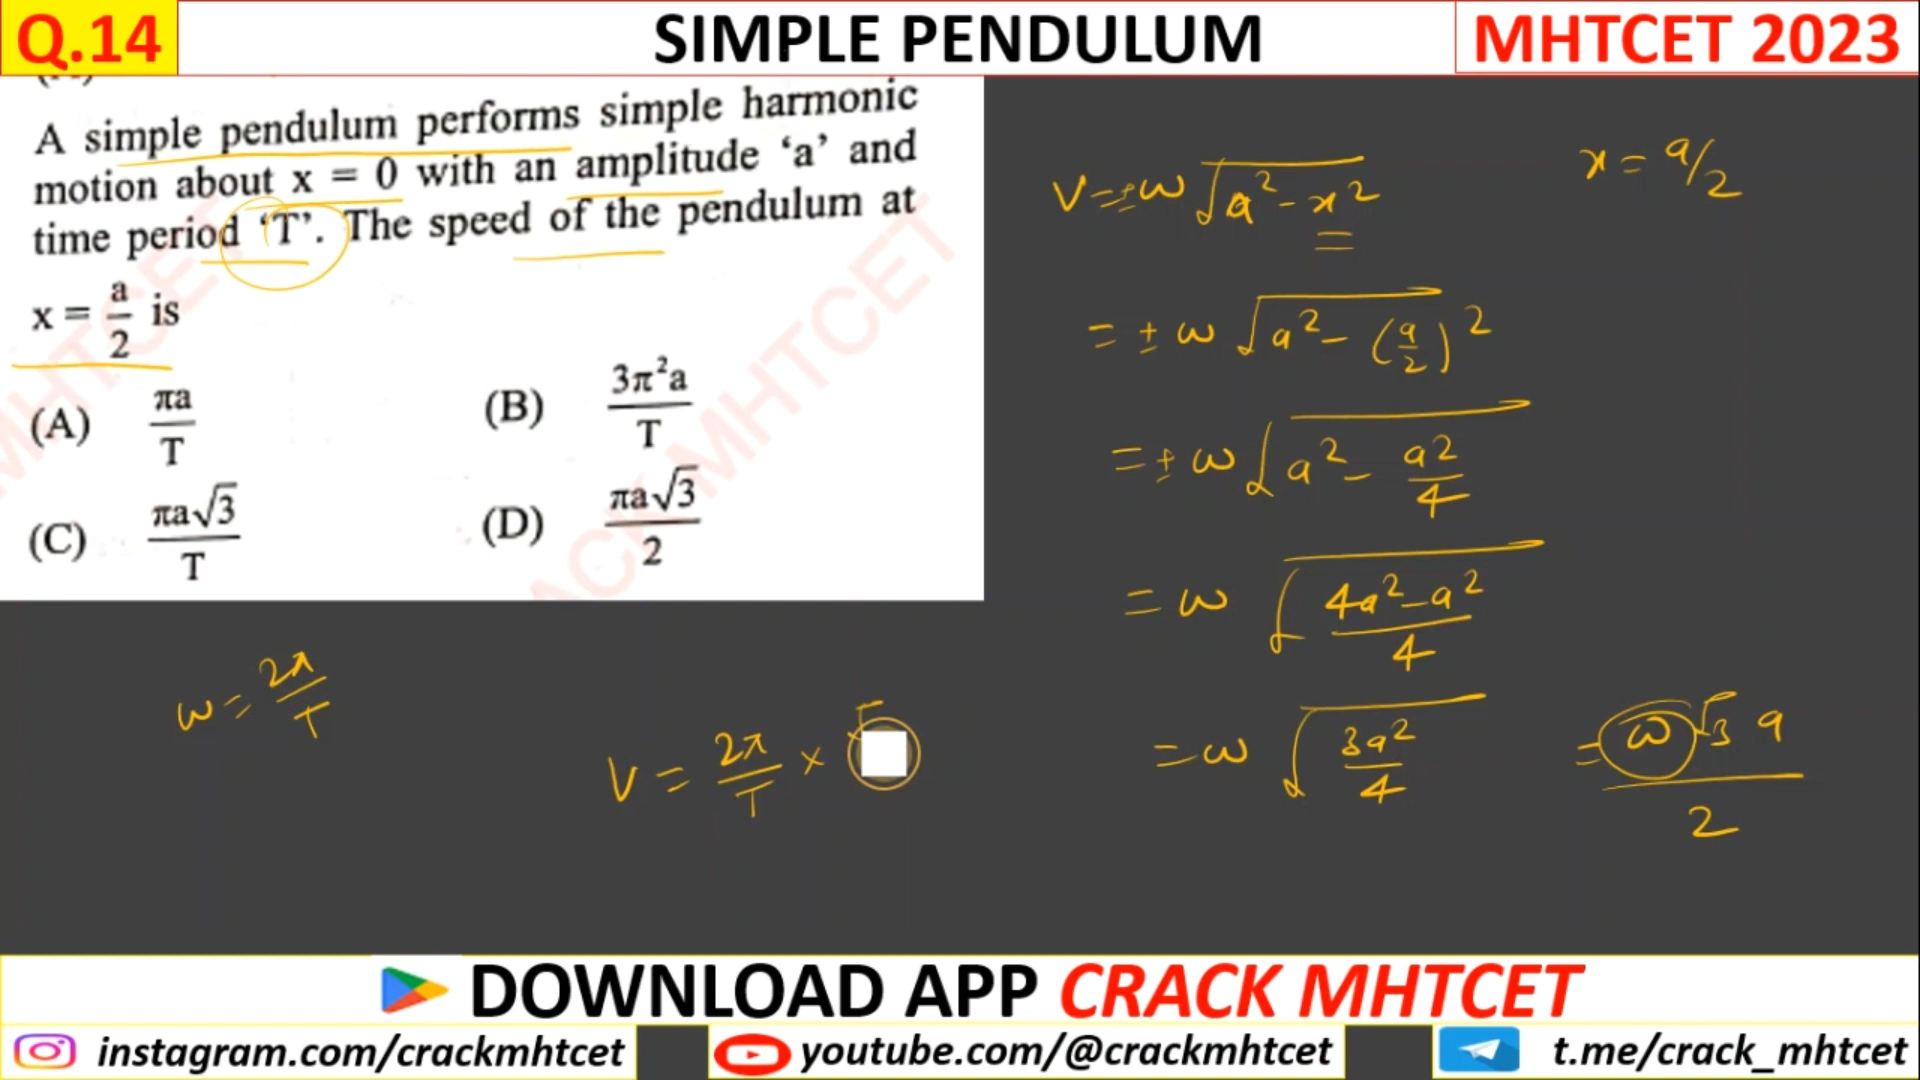 Q.14
SIMPLE PENDULUM
MHTCET 2023
A simple pendulum performs simple harmonic
motion about x = 0 with an amplitude ‘a’ and
time period ‘T’. The speed of the pendulum at
x = a/2 is
(A) πa/T
(B) 3π²a/T
(C) πa√3/T
(D) πa√3/2
V = ± ω √(a² - x²)
x = a/2
= ± ω √(a² - (a/2)²)
= ± ω √(a² - a²/4)
= ω √((4a² - a²)/4)
= ω √(3a²/4) = ω√3 a/2
ω = 2π/T
V = 2π/T × √
DOWNLOAD APP CRACK MHTCET
instagram.com/crackmhtcet
youtube.com/@crackmhtcet
t.me/crack_mhtcet
CRACK MHTCET